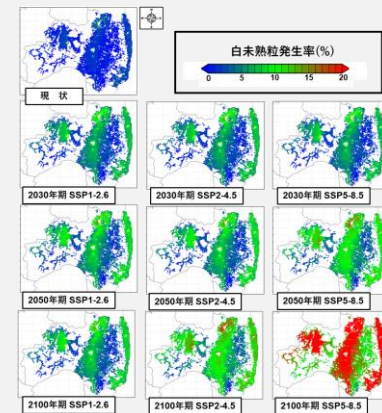 白未熟粒発生率(%)
0 5 10 15 20
現 状
2030年期 SSP1-2.6
2030年期 SSP2-4.5
2030年期 SSP5-8.5
2050年期 SSP1-2.6
2050年期 SSP2-4.5
2050年期 SSP5-8.5
2100年期 SSP1-2.6
2100年期 SSP2-4.5
2100年期 SSP5-8.5